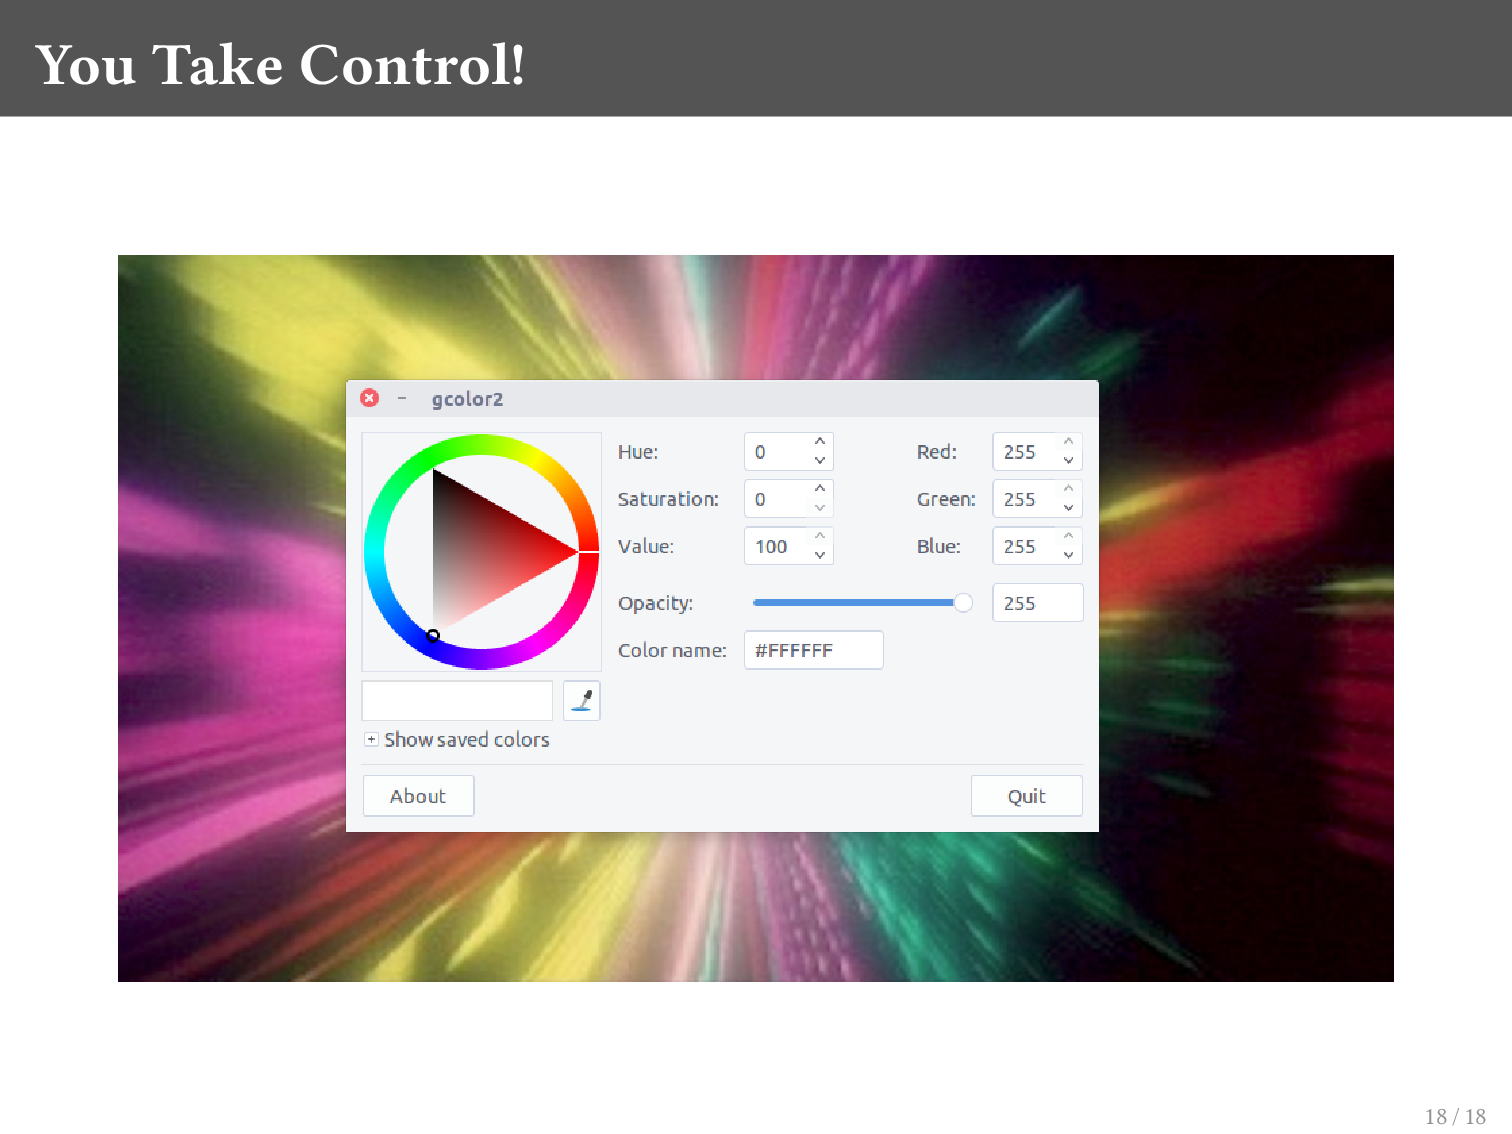 You Take Control!
gcolor2
Hue: 0 Red: 255
Saturation: 0 Green: 255
Value: 100 Blue: 255
Opacity: 255
Color name: #FFFFFF
Show saved colors
About Quit
18 / 18